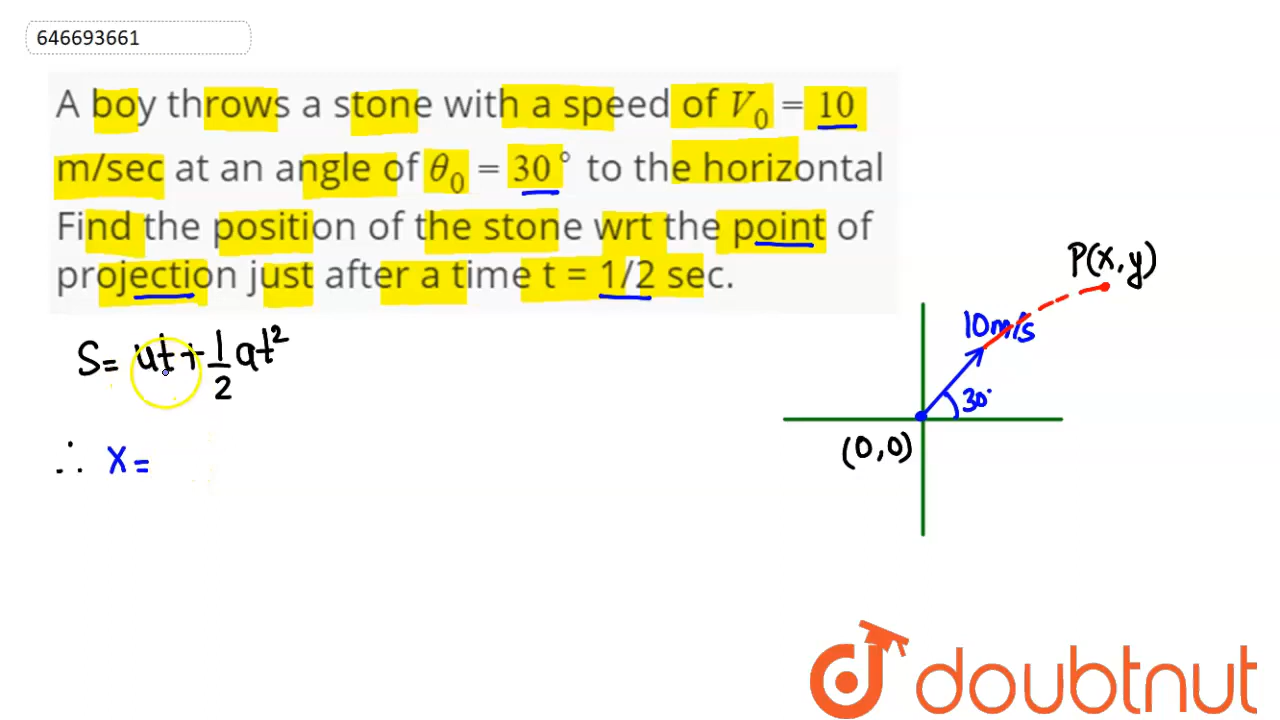 646693661
A boy throws a stone with a speed of V₀ = 10
m/sec at an angle of θ₀ = 30° to the horizontal
Find the position of the stone wrt the point of
projection just after a time t = 1/2 sec.
P(x, y)
10m/s
S= ut+½at²
30°
(0,0)
∴ x=
doubtnut